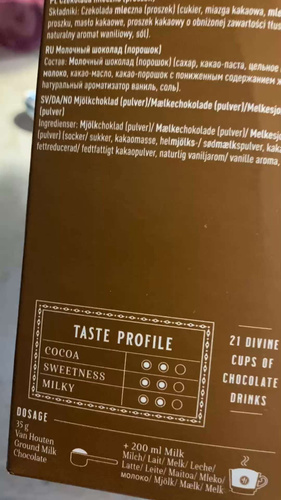 Składniki: Czekolada mleczna (proszek) (cukier, miazga kakaowa,
proszku, masło kakaowe, proszek kakaowy o obniżonej zawartości
naturalny aromat waniliowy, sól).
RU Молочный шоколад (порошок)
Состав: Молочный шоколад (порошок) (сахар, какао-паста, цельное
молоко, какао-масло, какао-порошок с пониженным содержанием
натуральный ароматизатор ваниль, соль).
SV/DA/NO Mjölkchoklad (pulver)/Mælkechokolade (pulver)/Melkesjo
(pulver)
Ingredienser: Mjölkchoklad (pulver)/ Mælkechokolade (pulver)/ Melkesjo
(pulver) (socker/ sukker, kakaomasse, helmjölks-/ sødmælkspulver,
fettreducerad/ fedtfattigt kakaopulver, naturlig vaniljarom/ vanille aroma,
TASTE PROFILE
COCOA
SWEETNESS
MILKY
21 DIVINE
CUPS OF
CHOCOLATE
DRINKS
DOSAGE
35 g
Van Houten
Ground Milk
Chocolate
+ 200 ml Milk
Milch/ Lait/ Melk/ Leche/
Latte/ Leite/ Maitoa/ Mleko/
молоко/ Mjölk/ Mælk/ Melk